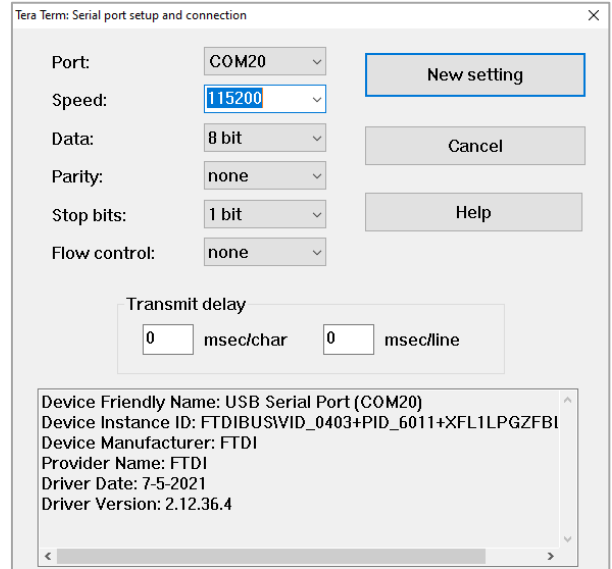 Tera Term: Serial port setup and connection
Port: COM20
New setting
Speed: 115200
Data: 8 bit
Cancel
Parity: none
Stop bits: 1 bit
Help
Flow control: none
Transmit delay
0 msec/char 0 msec/line
Device Friendly Name: USB Serial Port (COM20)
Device Instance ID: FTDIBUS\VID_0403+PID_6011+XFL1LPGZFBL
Device Manufacturer: FTDI
Provider Name: FTDI
Driver Date: 7-5-2021
Driver Version: 2.12.36.4